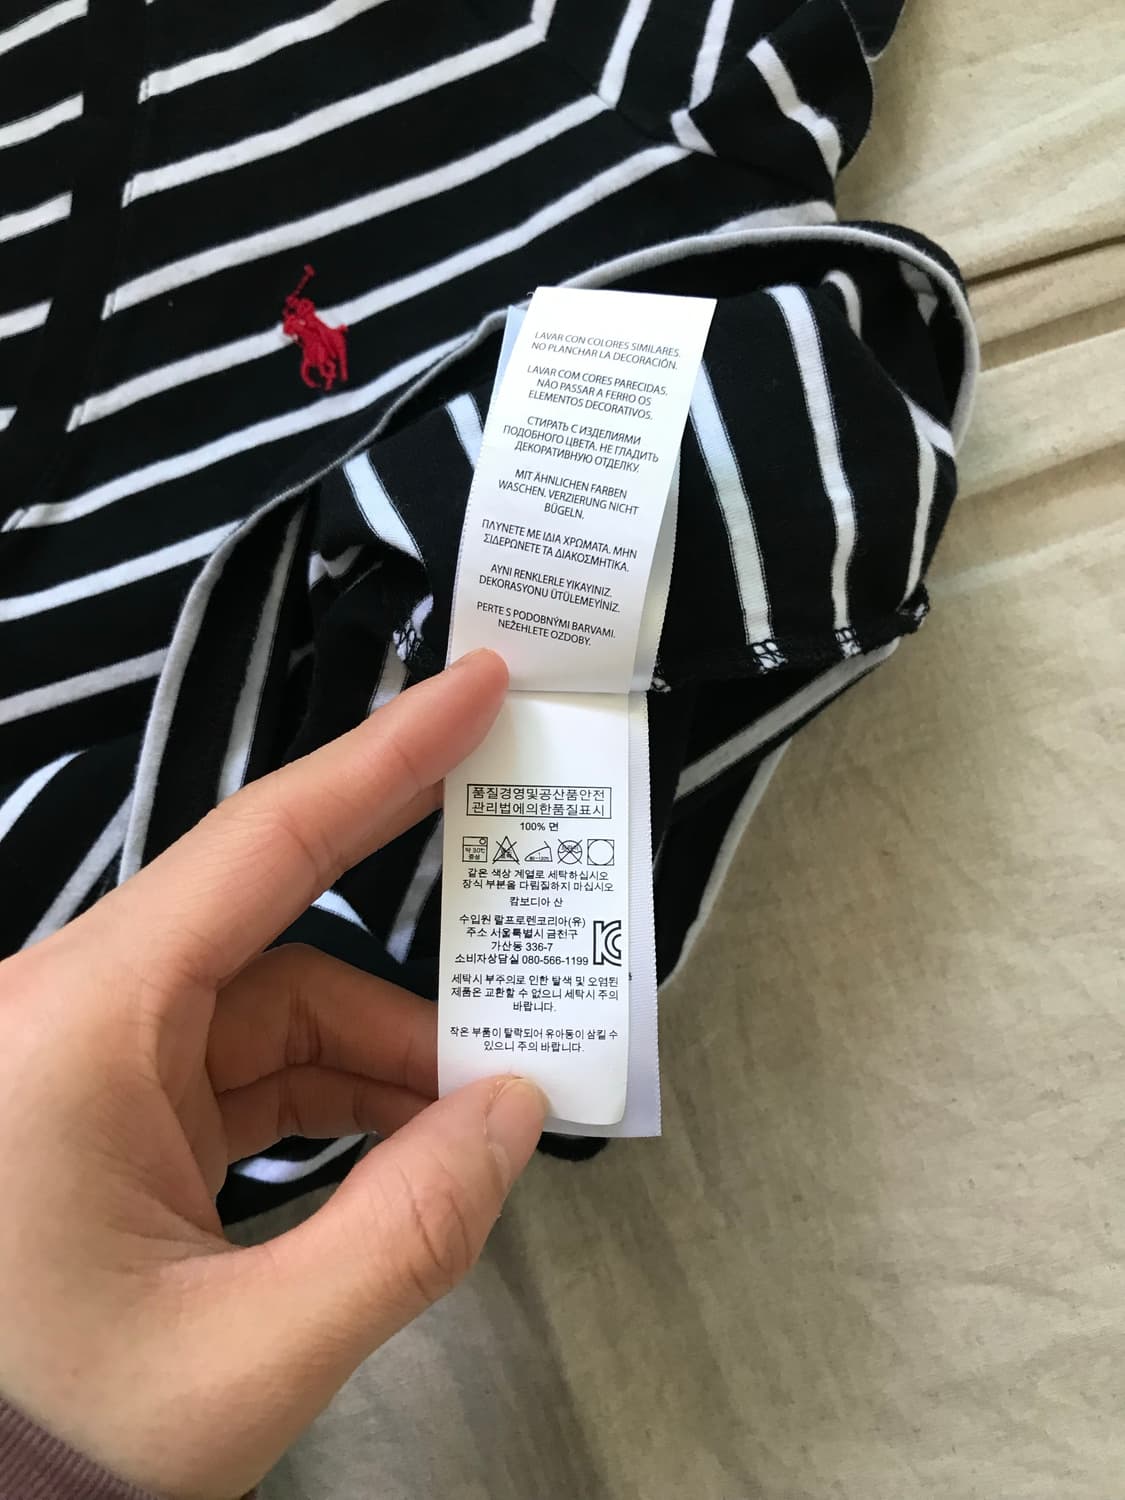 LAVAR CON COLORES SIMILARES.
NO PLANCHAR LA DECORACIÓN.
LAVAR COM CORES PARECIDAS.
NÃO PASSAR A FERRO OS
ELEMENTOS DECORATIVOS.
СТИРАТЬ С ИЗДЕЛИЯМИ
ПОДОБНОГО ЦВЕТА. НЕ ГЛАДИТЬ
ДЕКОРАТИВНУЮ ОТДЕЛКУ.
MIT ÄHNLICHEN FARBEN
WASCHEN. VERZIERUNG NICHT
BÜGELN.
ΠΛΥΝΕΤΕ ΜΕ ΙΔΙΑ ΧΡΩΜΑΤΑ. ΜΗΝ
ΣΙΔΕΡΩΝΕΤΕ ΤΑ ΔΙΑΚΟΣΜΗΤΙΚΑ.
AYNI RENKLERLE YIKAYINIZ.
DEKORASYONU ÜTÜLEMEYİNİZ.
PERTE S PODOBNÝMI BARVAMI.
NEŽEHLETE OZDOBY.
품질경영및공산품안전
관리법에의한품질표시
100% 면
약 30℃
중성
같은 색상 계열로 세탁하십시오
장식 부분을 다림질하지 마십시오
캄보디아 산
수입원 랄프로렌코리아(유)
주소 서울특별시 금천구
가산동 336-7
소비자상담실 080-566-1199
세탁시 부주의로 인한 탈색 및 오염된
제품은 교환할 수 없으니 세탁시 주의
바랍니다.
작은 부품이 탈락되어 유아동이 삼킬 수
있으니 주의 바랍니다.